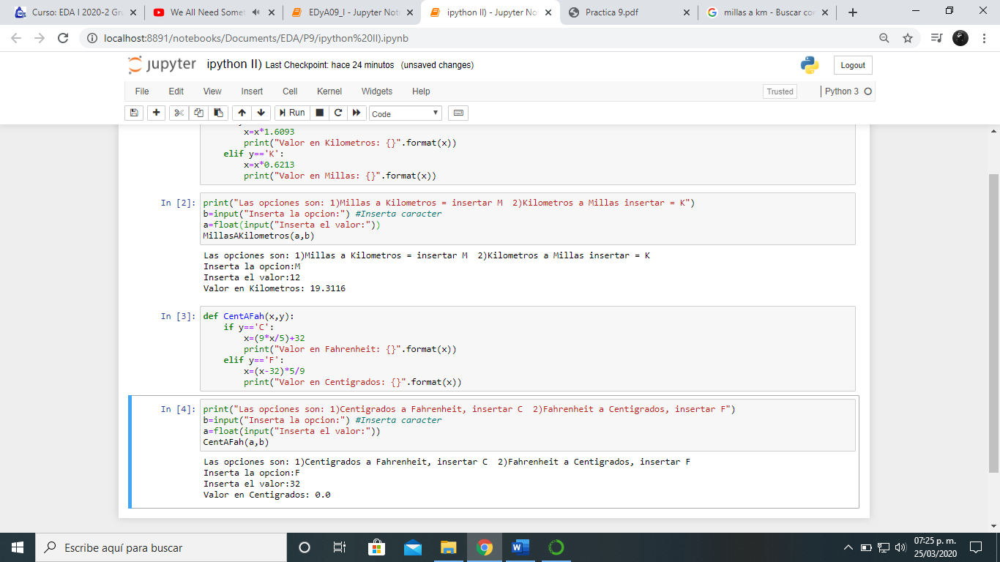 Curso: EDA I 2020-2 Gr
We All Need Somet
EDyA09_I - Jupyter Not
ipython II) - Jupyter No
Practica 9.pdf
millas a km - Buscar co
localhost:8891/notebooks/Documents/EDA/P9/ipython%20II).ipynb
jupyter ipython II) Last Checkpoint: hace 24 minutos (unsaved changes)
Logout
File Edit View Insert Cell Kernel Widgets Help
Trusted
Python 3
Run
Code
x=x*1.6093
print("Valor en Kilometros: {}".format(x))
elif y=='K':
x=x*0.6213
print("Valor en Millas: {}".format(x))
In [2]: print("Las opciones son: 1)Millas a Kilometros = insertar M  2)Kilometros a Millas insertar = K")
b=input("Inserta la opcion:") #Inserta caracter
a=float(input("Inserta el valor:"))
MillasAKilometros(a,b)
Las opciones son: 1)Millas a Kilometros = insertar M  2)Kilometros a Millas insertar = K
Inserta la opcion:M
Inserta el valor:12
Valor en Kilometros: 19.3116
In [3]: def CentAFah(x,y):
if y=='C':
x=(9*x/5)+32
print("Valor en Fahrenheit: {}".format(x))
elif y=='F':
x=(x-32)*5/9
print("Valor en Centigrados: {}".format(x))
In [4]: print("Las opciones son: 1)Centigrados a Fahrenheit, insertar C  2)Fahrenheit a Centigrados, insertar F")
b=input("Inserta la opcion:") #Inserta caracter
a=float(input("Inserta el valor:"))
CentAFah(a,b)
Las opciones son: 1)Centigrados a Fahrenheit, insertar C  2)Fahrenheit a Centigrados, insertar F
Inserta la opcion:F
Inserta el valor:32
Valor en Centigrados: 0.0
Escribe aquí para buscar
07:25 p. m.
25/03/2020